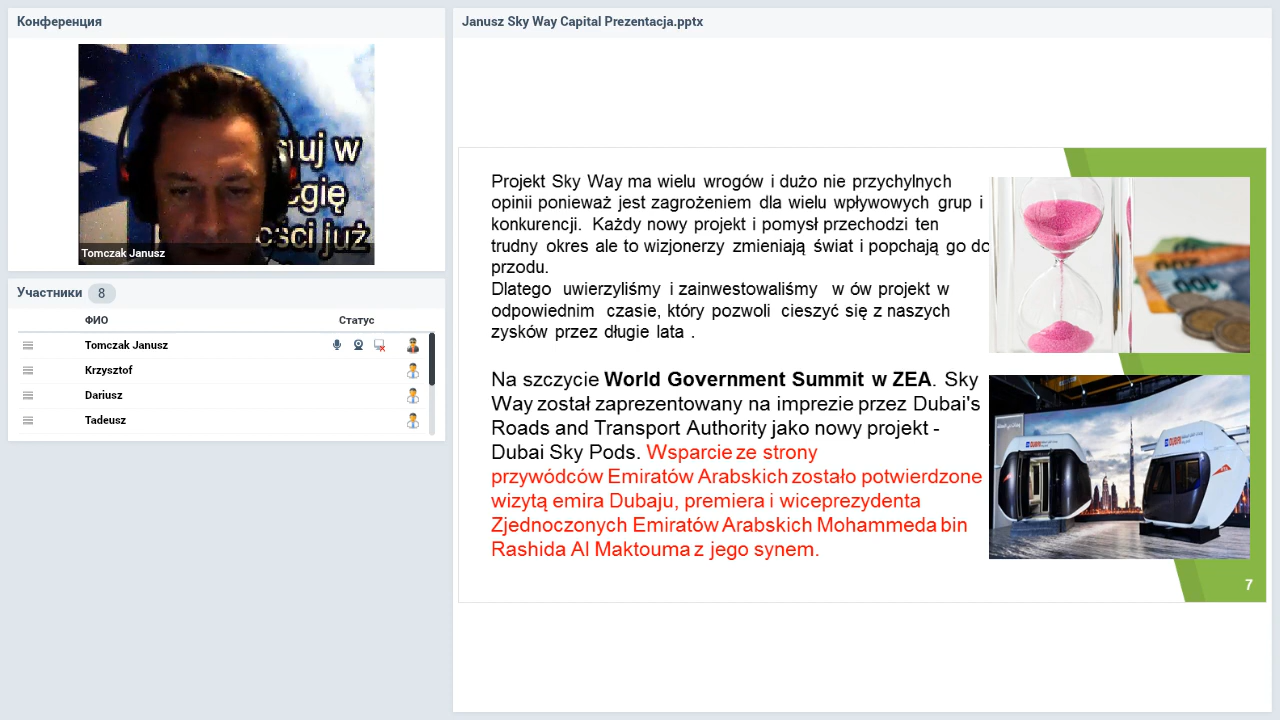 Конференция
uj w
gię
ści już
Tomczak Janusz
Участники 8
ФИО Статус
Tomczak Janusz
Krzysztof
Dariusz
Tadeusz
Janusz Sky Way Capital Prezentacja.pptx
Projekt Sky Way ma wielu wrogów i dużo nie przychylnych
opinii ponieważ jest zagrożeniem dla wielu wpływowych grup i
konkurencji. Każdy nowy projekt i pomysł przechodzi ten
trudny okres ale to wizjonerzy zmieniają świat i popchają go do
przodu.
Dlatego uwierzyliśmy i zainwestowaliśmy w ów projekt w
odpowiednim czasie, który pozwoli cieszyć się z naszych
zysków przez długie lata .
Na szczycie World Government Summit w ZEA. Sky
Way został zaprezentowany na imprezie przez Dubai's
Roads and Transport Authority jako nowy projekt -
Dubai Sky Pods. Wsparcie ze strony
przywódców Emiratów Arabskich zostało potwierdzone
wizytą emira Dubaju, premiera i wiceprezydenta
Zjednoczonych Emiratów Arabskich Mohammeda bin
Rashida Al Maktouma z jego synem.
7